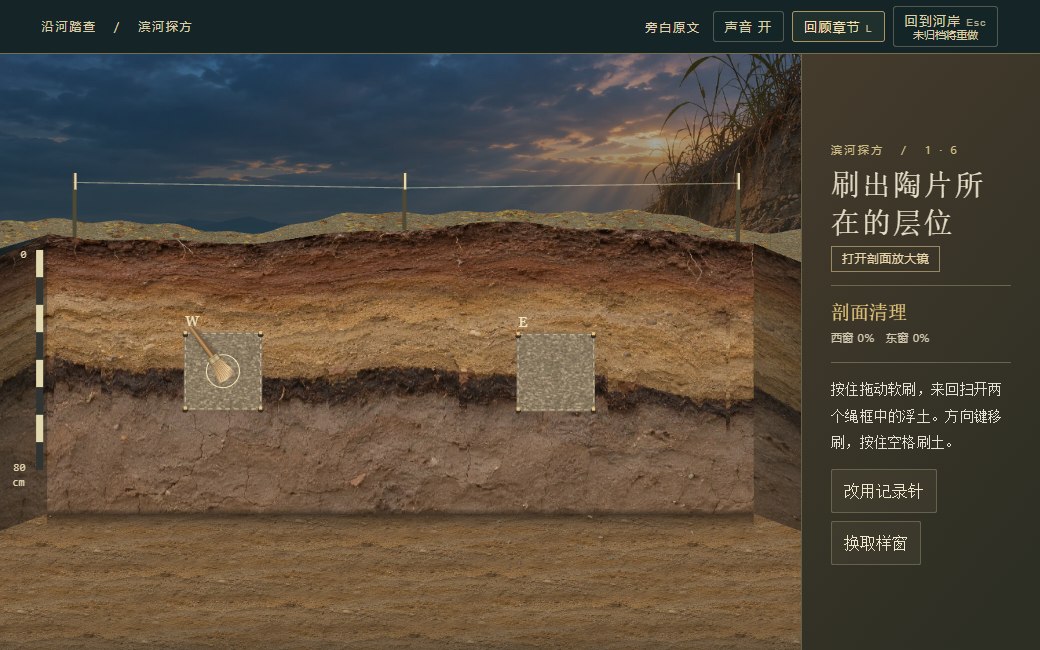 沿河踏查 / 滨河探方
旁白原文
声音 开
回顾章节 L
回到河岸 Esc
未归档将重做
滨河探方 / 1 · 6
刷出陶片所
在的层位
打开剖面放大镜
剖面清理
西窗 0% 东窗 0%
按住拖动软刷，来回扫开两
个绳框中的浮土。方向键移
刷，按住空格刷土。
改用记录针
换取样窗
0
W
E
80
cm